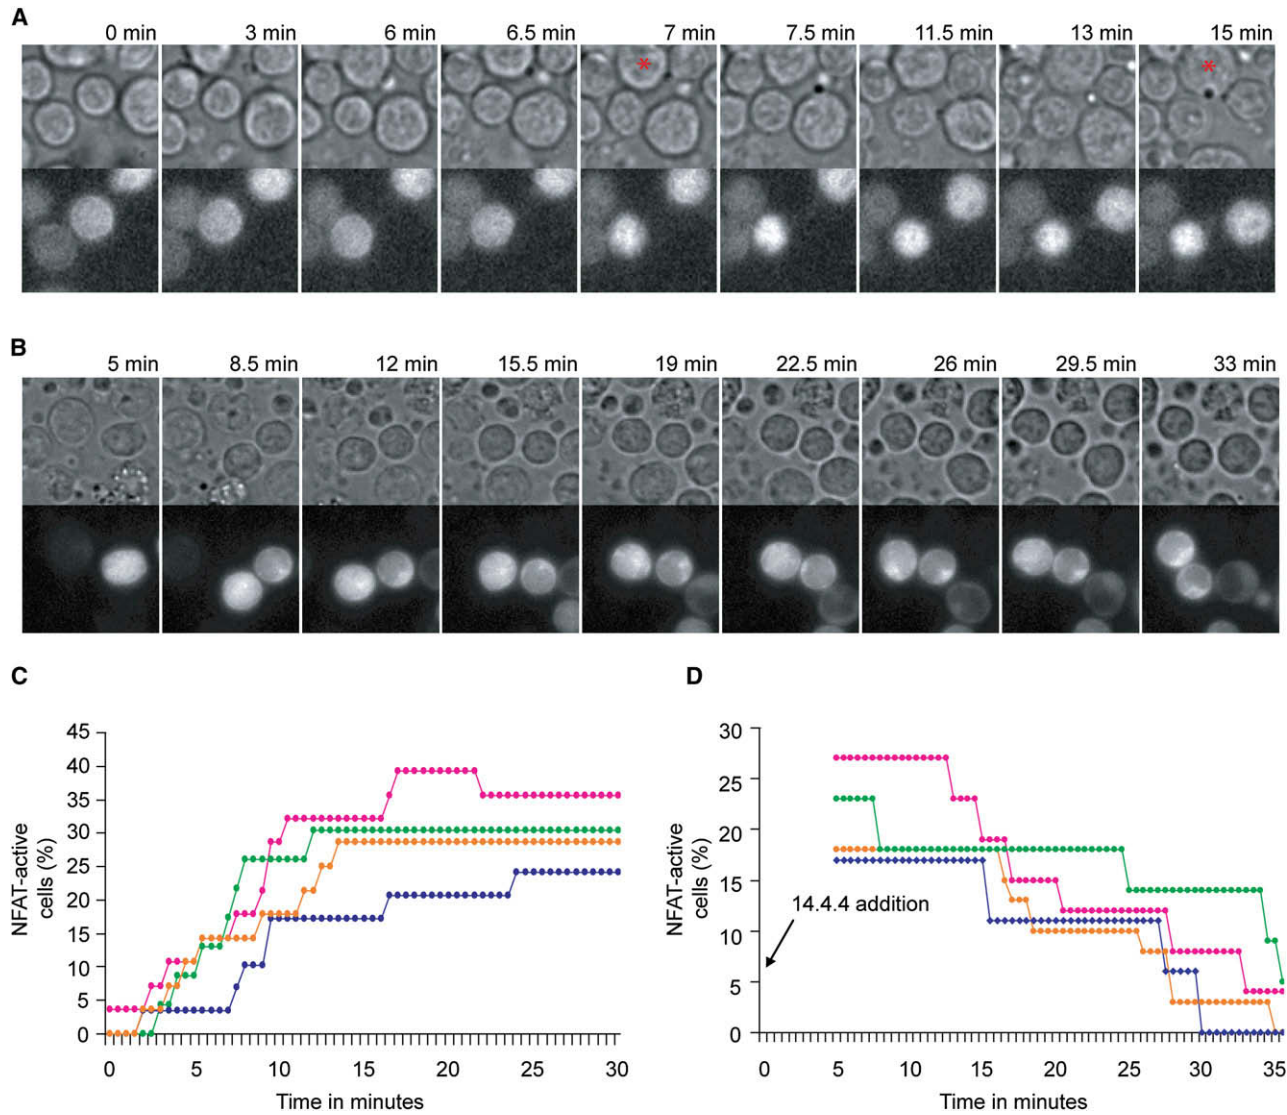 A
0 min 3 min 6 min 6.5 min 7 min 7.5 min 11.5 min 13 min 15 min
*
*
B
5 min 8.5 min 12 min 15.5 min 19 min 22.5 min 26 min 29.5 min 33 min
C
45
40
35
30
25
20
15
10
5
0
NFAT-active
cells (%)
0 5 10 15 20 25 30
Time in minutes
D
30
25
20
15
10
5
0
NFAT-active
cells (%)
14.4.4 addition
0 5 10 15 20 25 30 35
Time in minutes